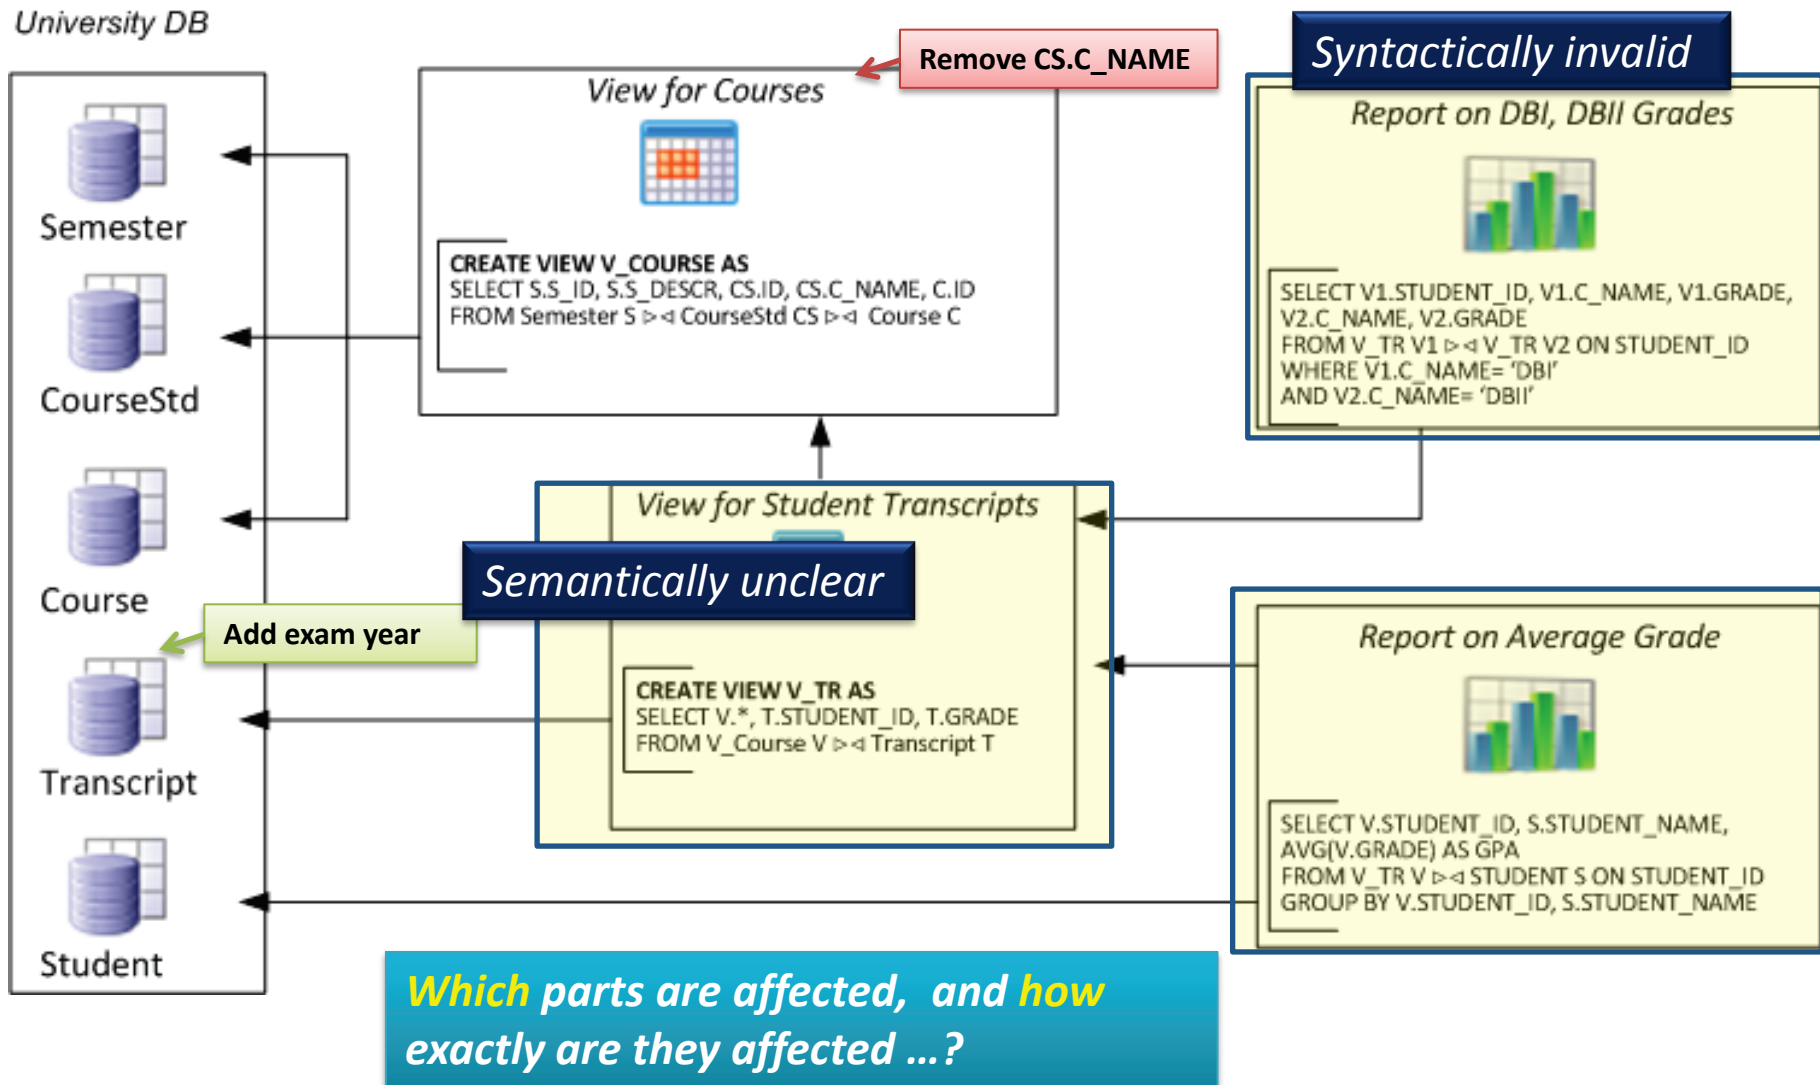 University DB
Semester
CourseStd
Course
Transcript
Student
Remove CS.C_NAME
View for Courses
CREATE VIEW V_COURSE AS
SELECT S.S_ID, S.S_DESCR, CS.ID, CS.C_NAME, C.ID
FROM Semester S ⊳⊲ CourseStd CS ⊳⊲ Course C
Syntactically invalid
Report on DBI, DBII Grades
SELECT V1.STUDENT_ID, V1.C_NAME, V1.GRADE,
V2.C_NAME, V2.GRADE
FROM V_TR V1 ⊳⊲ V_TR V2 ON STUDENT_ID
WHERE V1.C_NAME= ‘DBI’
AND V2.C_NAME= ‘DBII’
View for Student Transcripts
Semantically unclear
Add exam year
CREATE VIEW V_TR AS
SELECT V.*, T.STUDENT_ID, T.GRADE
FROM V_Course V ⊳⊲ Transcript T
Report on Average Grade
SELECT V.STUDENT_ID, S.STUDENT_NAME,
AVG(V.GRADE) AS GPA
FROM V_TR V ⊳⊲ STUDENT S ON STUDENT_ID
GROUP BY V.STUDENT_ID, S.STUDENT_NAME
Which parts are affected, and how
exactly are they affected ...?